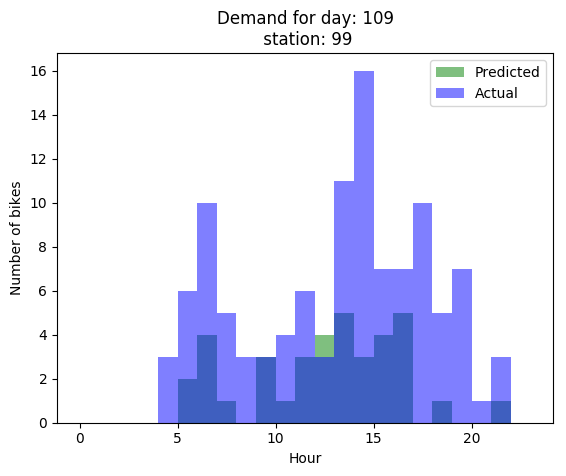 Demand for day: 109
station: 99
Predicted
Actual
16
14
12
10
8
6
4
2
0
Number of bikes
0 5 10 15 20
Hour